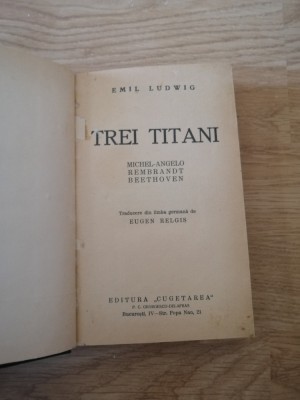 EMIL LUDWIG
TREI TITANI
MICHEL-ANGELO
REMBRANDT
BEETHOVEN
Traducere din limba germană de
EUGEN RELGIS
EDITURA „CUGETAREA"
P. C. GEORGESCU-DELAFRAS
București, IV—Str. Popa Nan, 21